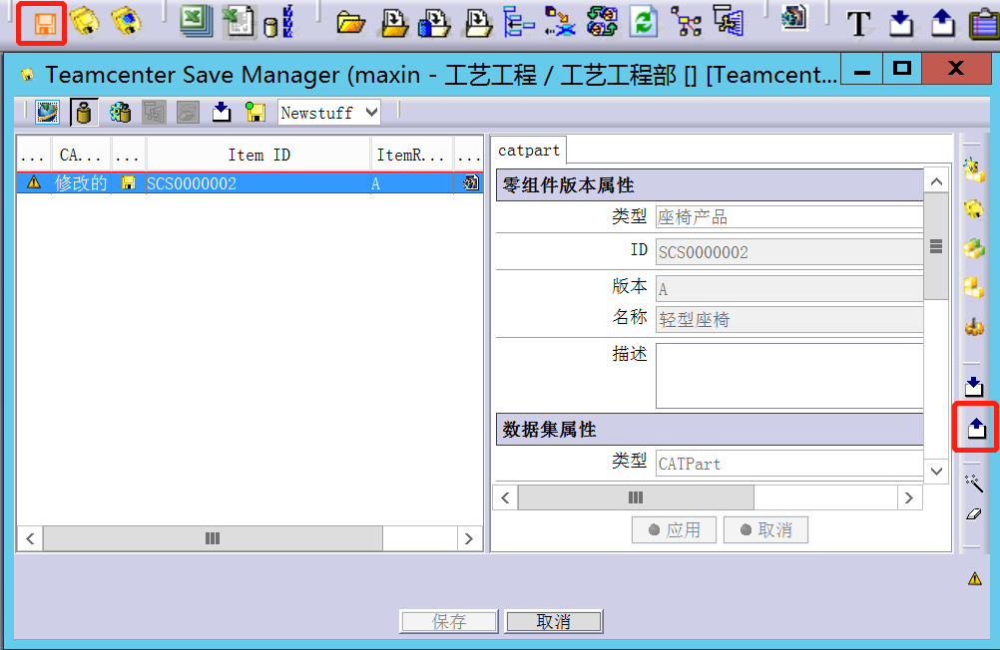 T
Teamcenter Save Manager (maxin - 工艺工程 / 工艺工程部 [] [Teamcent...
Newstuff
... CA... ... Item ID ItemR... ...
修改的 SCS0000002 A
catpart
零组件版本属性
类型 座椅产品
ID SCS0000002
版本 A
名称 轻型座椅
描述
数据集属性
类型 CATPart
应用 取消
保存 取消